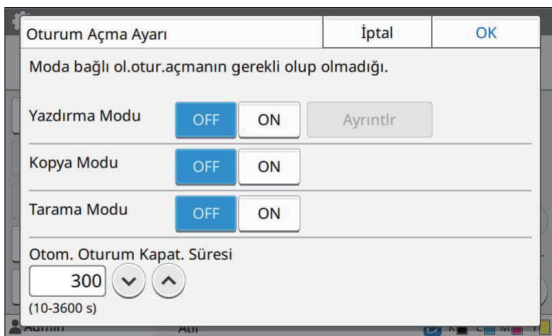 Oturum Açma Ayarı İptal OK
Moda bağlı ol.otur.açmanın gerekli olup olmadığı.
Yazdırma Modu OFF ON Ayrıntlr
Kopya Modu OFF ON
Tarama Modu OFF ON
Otom. Oturum Kapat. Süresi
300
(10-3600 s)